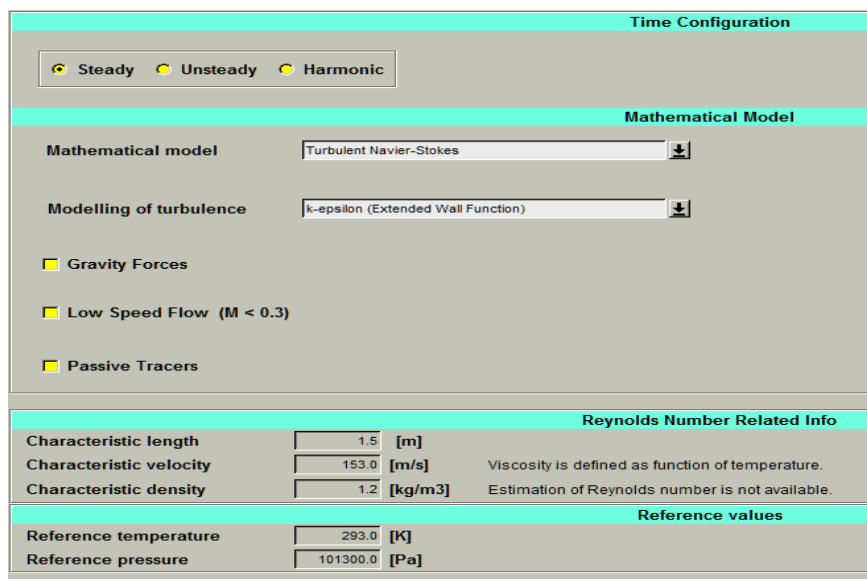 Time Configuration
Steady Unsteady Harmonic
Mathematical Model
Mathematical model Turbulent Navier-Stokes
Modelling of turbulence k-epsilon (Extended Wall Function)
Gravity Forces
Low Speed Flow (M < 0.3)
Passive Tracers
Reynolds Number Related Info
Characteristic length 1.5 [m]
Characteristic velocity 153.0 [m/s] Viscosity is defined as function of temperature.
Characteristic density 1.2 [kg/m3] Estimation of Reynolds number is not available.
Reference values
Reference temperature 293.0 [K]
Reference pressure 101300.0 [Pa]